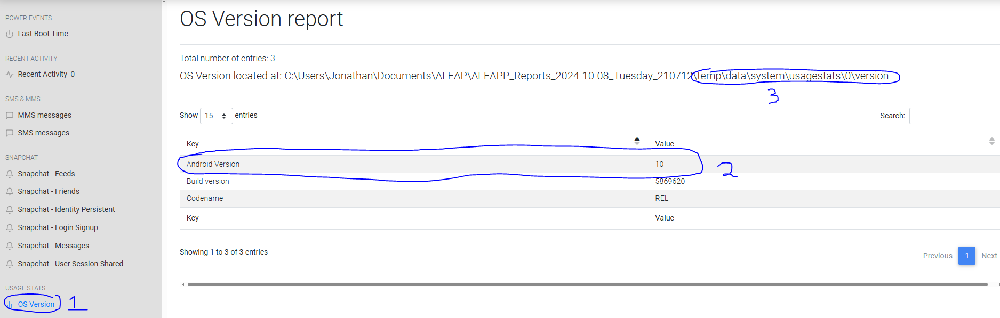 POWER EVENTS
Last Boot Time
RECENT ACTIVITY
Recent Activity_0
SMS & MMS
MMS messages
SMS messages
SNAPCHAT
Snapchat - Feeds
Snapchat - Friends
Snapchat - Identity Persistent
Snapchat - Login Signup
Snapchat - Messages
Snapchat - User Session Shared
USAGE STATS
OS Version 1
OS Version report
Total number of entries: 3
OS Version located at: C:\Users\Jonathan\Documents\ALEAP\ALEAPP_Reports_2024-10-08_Tuesday_210712\temp\data\system\usagestats\0\version
3
Show 15 entries Search:
Key Value
Android Version 10 2
Build version 5869620
Codename REL
Key Value
Showing 1 to 3 of 3 entries
Previous 1 Next